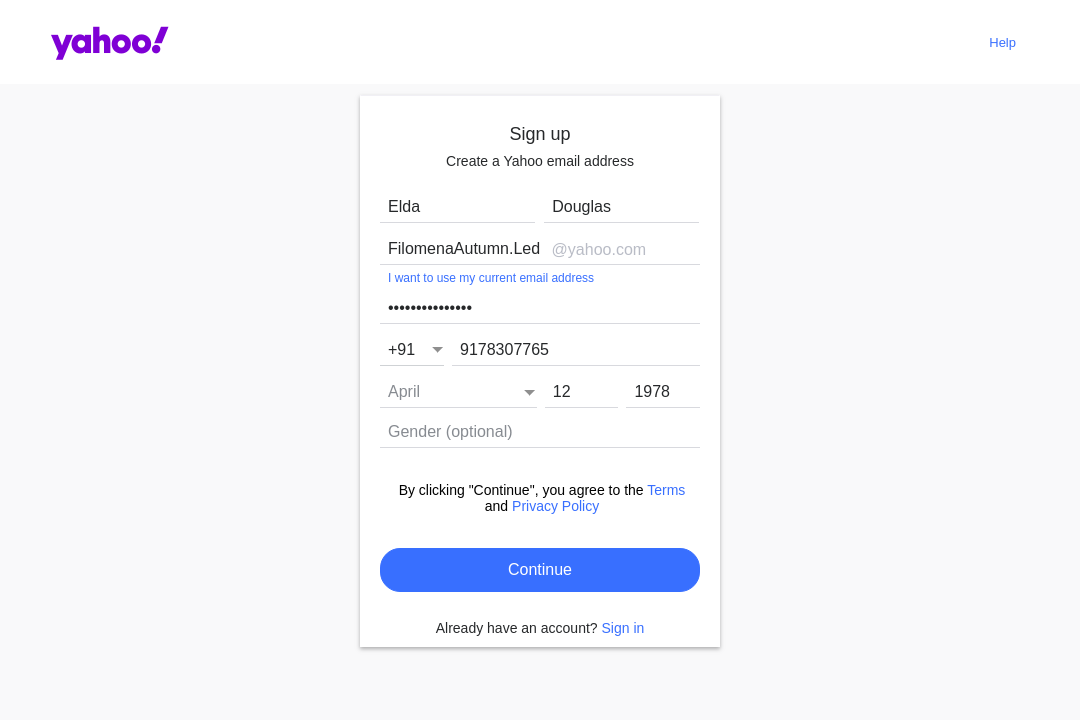 yahoo!
Help
Sign up
Create a Yahoo email address
Elda Douglas
FilomenaAutumn.Led @yahoo.com
I want to use my current email address
•••••••••••••••
+91 9178307765
April 12 1978
Gender (optional)
By clicking "Continue", you agree to the Terms
and Privacy Policy
Continue
Already have an account? Sign in